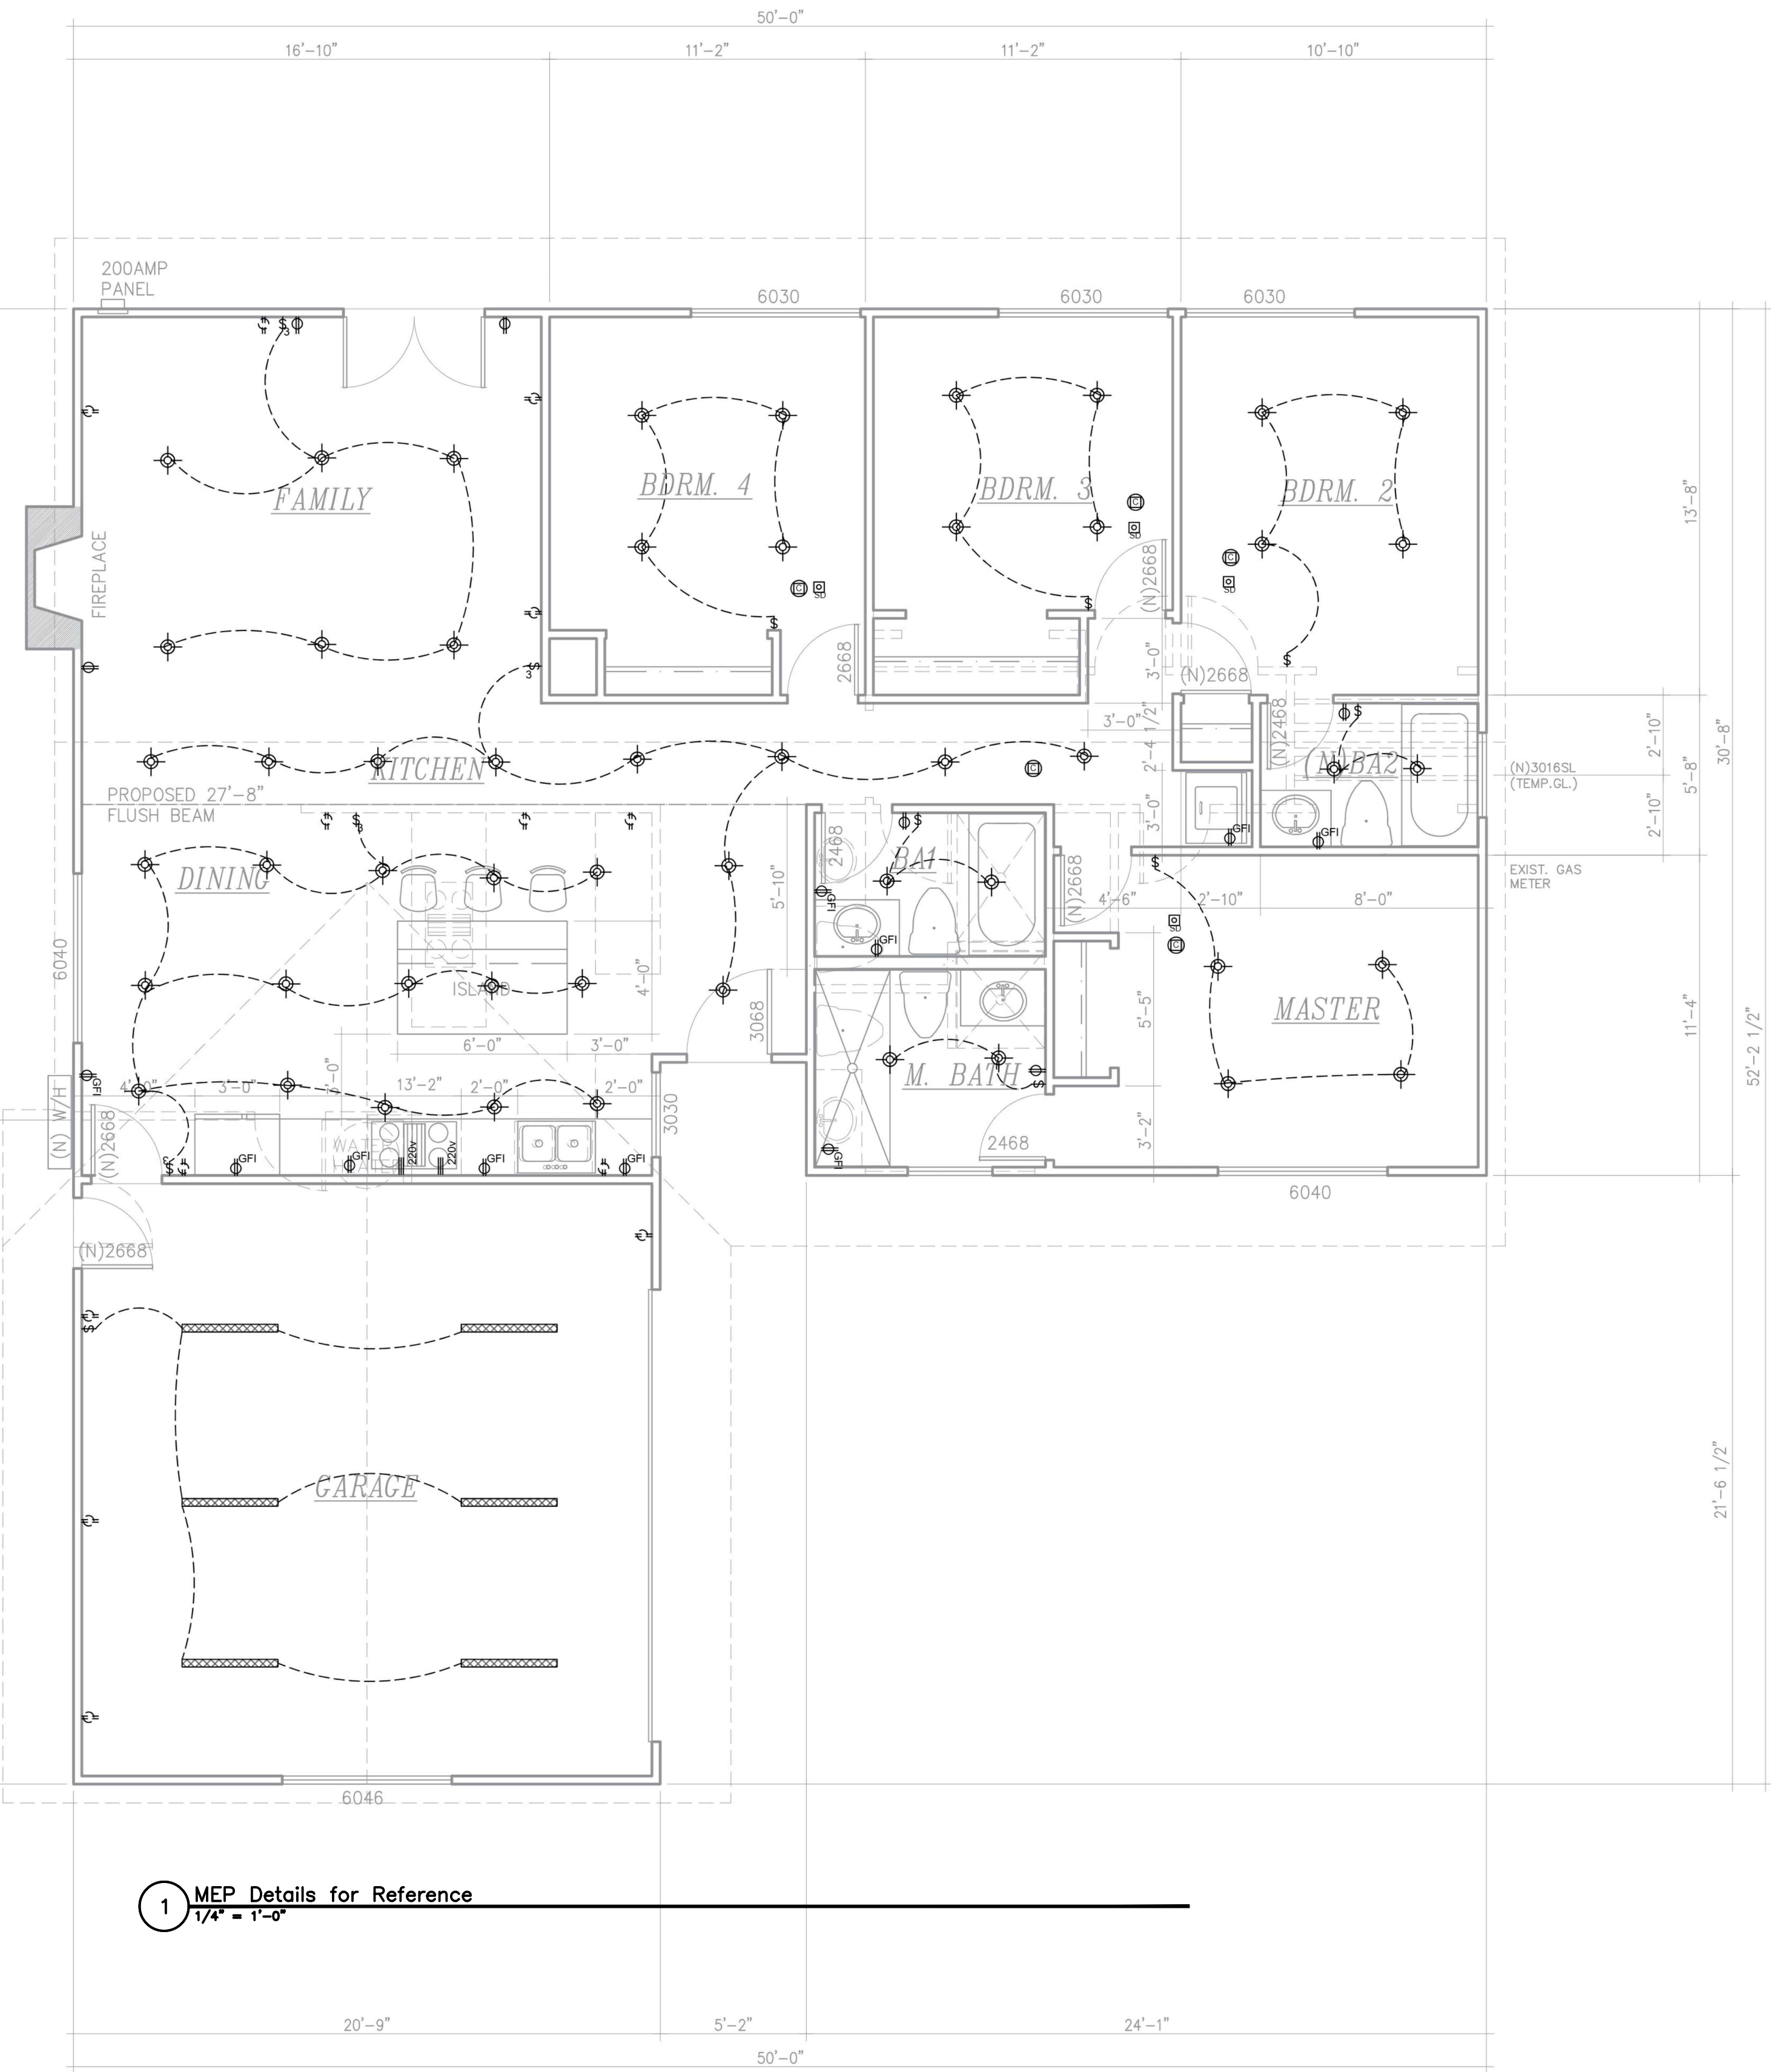 50'-0"
16'-10"
11'-2"
11'-2"
10'-10"
200AMP
PANEL
6030
6030
6030
$3
FAMILY
BDRM. 4
BDRM. 3
BDRM. 2
C
SD
C
SD
C
SD
FIREPLACE
13'-8"
(N)2668
$
$
$
$3
2668
3'-0"
(N)2668
3'-0"
2'-4 1/2"
(N)2468
$
2'-10"
30'-8"
KITCHEN
C
(N)BA2
(N)3016SL
(TEMP.GL.)
5'-8"
PROPOSED 27'-8"
FLUSH BEAM
3'-0"
2'-10"
$3
$
GFI
GFI
2468
BA1
DINING
$
EXIST. GAS
METER
(N)2668
GFI
5'-10"
4'-6"
2'-10"
8'-0"
SD
C
GFI
6040
ISLAND
4'-0"
MASTER
5'-5"
11'-4"
52'-2 1/2"
3068
6'-0"
3'-0"
GFI
3'-0"
13'-2"
2'-0"
2'-0"
M. BATH
$
3030
(N) W/H
(N)2668
WATER
220v
220v
2468
3'-2"
$3
GFI
GFI
GFI
GFI
GFI
6040
(N)2668
$
GARAGE
21'-6 1/2"
6046
1
MEP Details for Reference
1/4" = 1'-0"
20'-9"
5'-2"
24'-1"
50'-0"